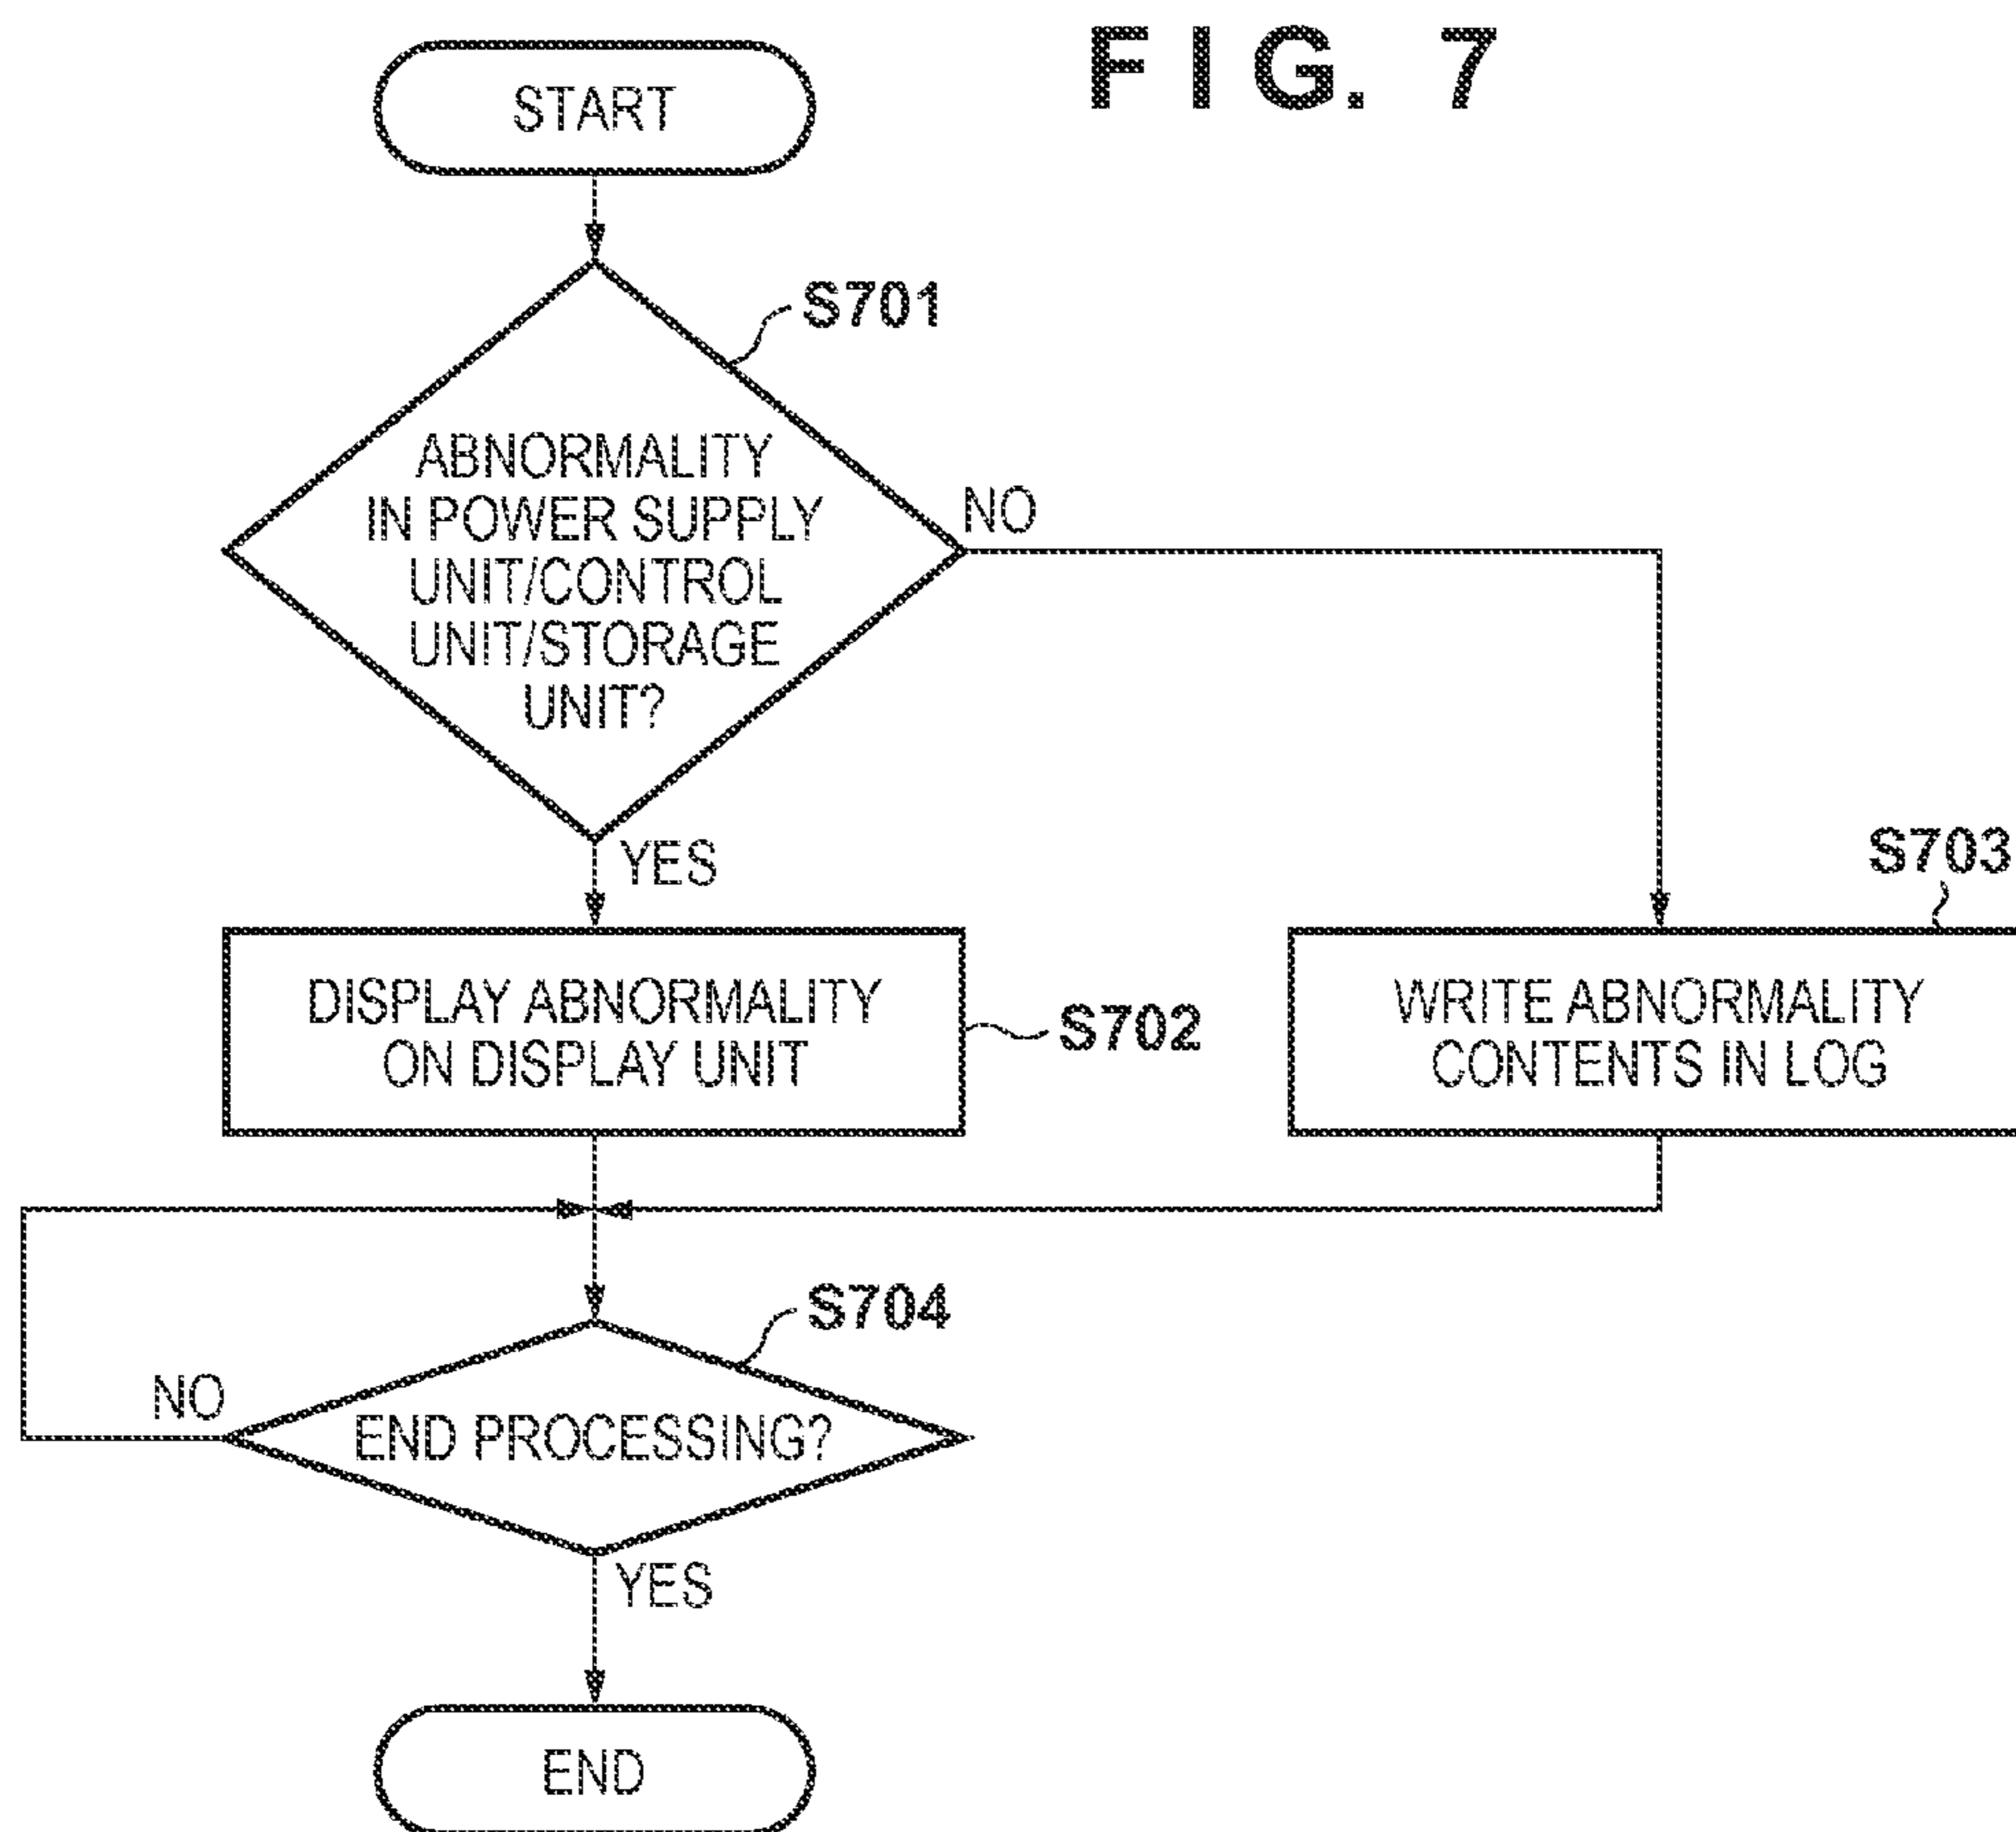 FIG. 7
START
S701
ABNORMALITY
IN POWER SUPPLY
UNIT/CONTROL
UNIT/STORAGE
UNIT?
NO
YES
S703
DISPLAY ABNORMALITY
ON DISPLAY UNIT
S702
WRITE ABNORMALITY
CONTENTS IN LOG
S704
NO
END PROCESSING?
YES
END